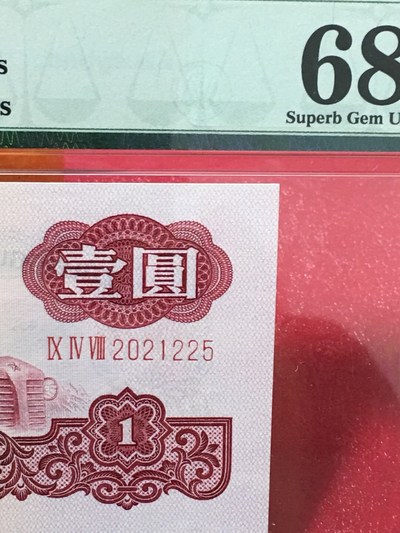 s
s
68
Superb Gem U
壹圓
IX IV VIII 2021225
1